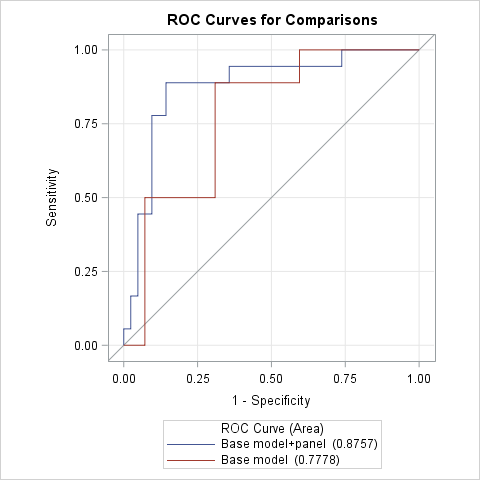 ROC Curves for Comparisons
1.00
0.75
0.50
0.25
0.00
Sensitivity
0.00 0.25 0.50 0.75 1.00
1 - Specificity
ROC Curve (Area)
Base model+panel (0.8757)
Base model (0.7778)